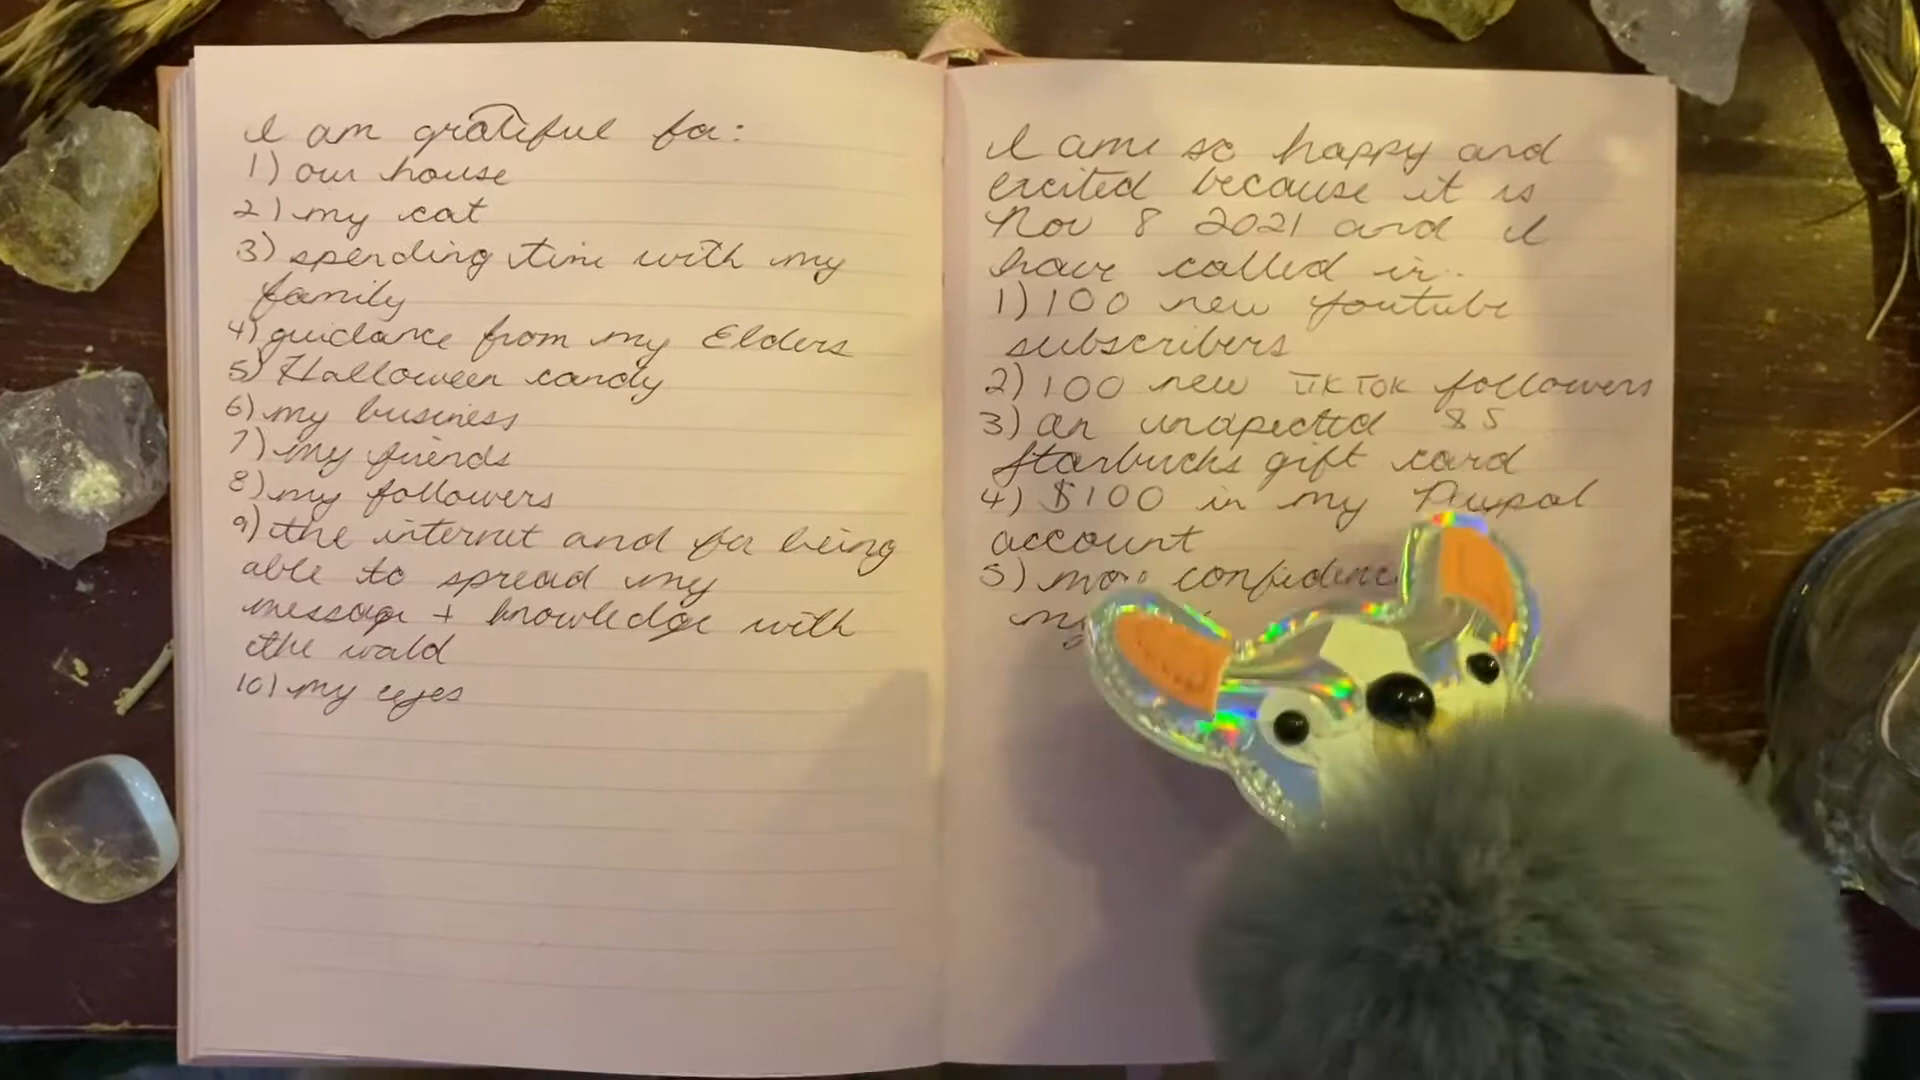 I am grateful for:
1) our house
2) my cat
3) spending time with my
family
4) guidance from my Elders
5) Halloween candy
6) my business
7) my friends
8) my followers
9) the internet and for being
able to spread my
message + knowledge with
the world
10) my eyes
I am so happy and
excited because it is
Nov 8 2021 and I
have called in..
1) 100 new Youtube
subscribers
2) 100 new TIKTOK followers
3) an unexpected $5
Starbucks gift card
4) $100 in my Paypal
account
5) more confidence